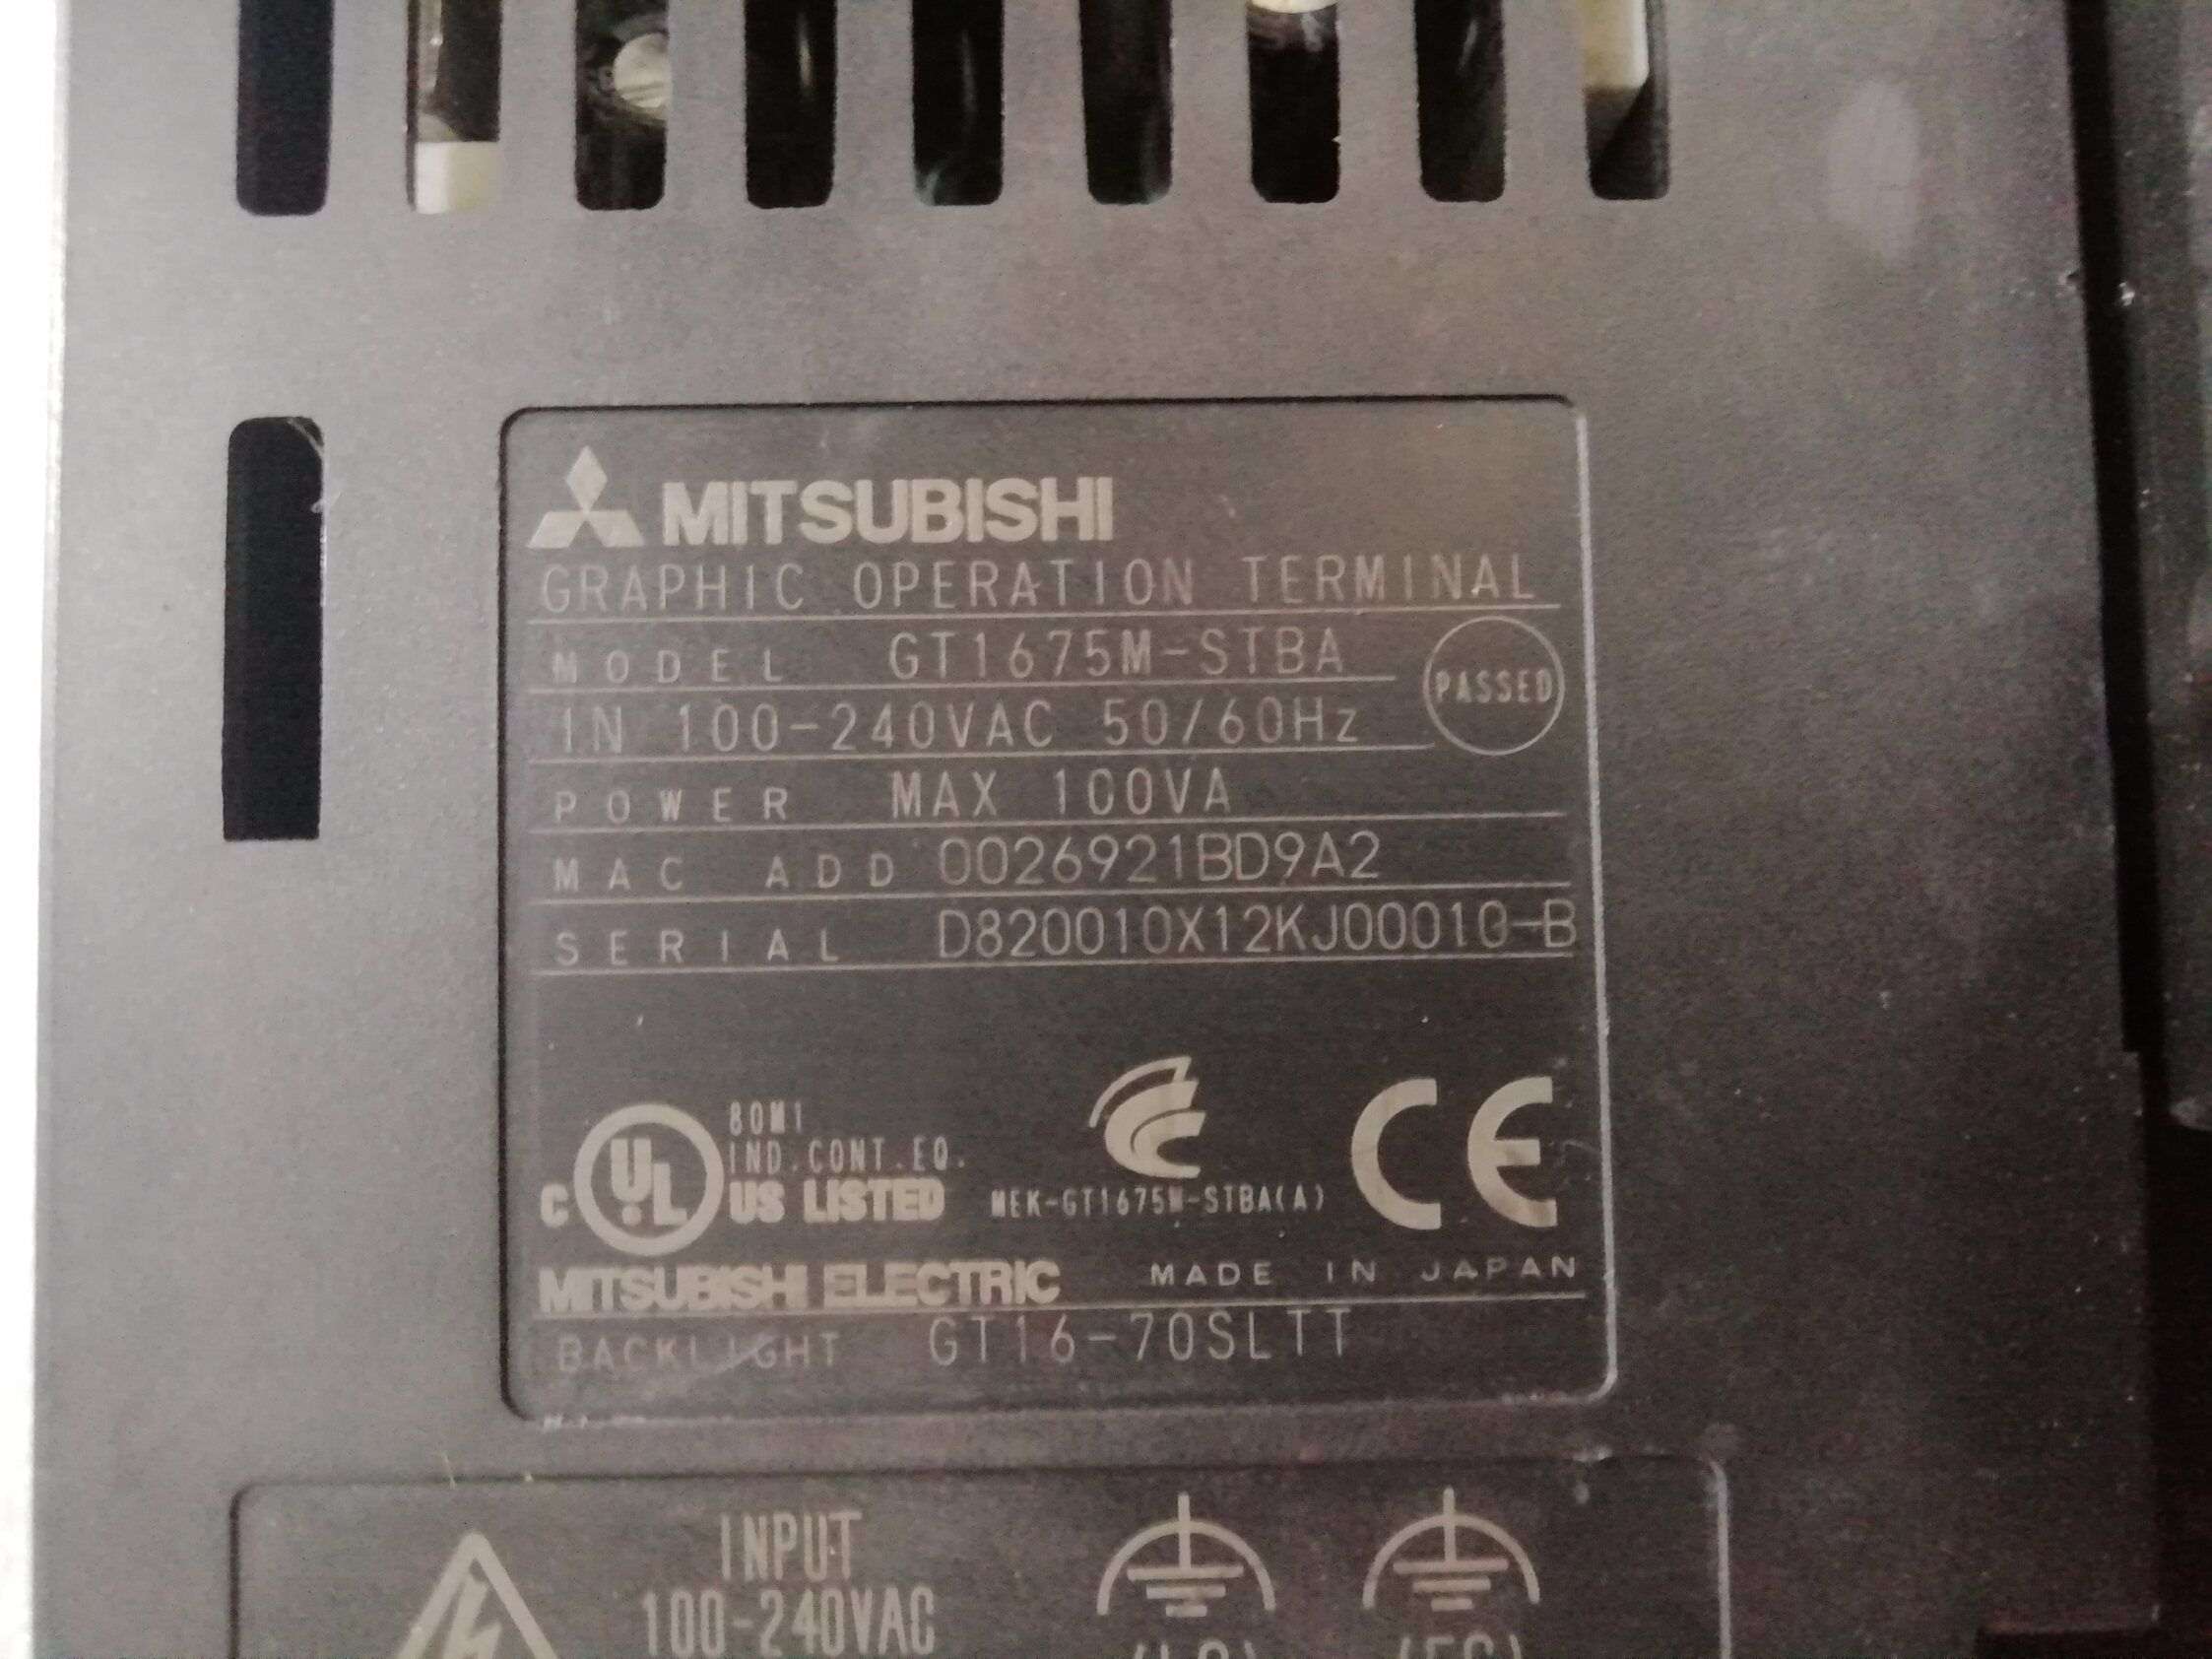 MITSUBISHI
GRAPHIC OPERATION TERMINAL
MODEL GT1675M-STBA
PASSED
IN 100-240VAC 50/60Hz
POWER MAX 100VA
MAC ADD 0026921BD9A2
SERIAL D820010X12KJ00010-B
80M1
IND.CONT.EQ.
C UL US LISTED
MEK-GT1675M-STBA(A)
CE
MITSUBISHI ELECTRIC MADE IN JAPAN
BACKLIGHT GT16-70SLTT
INPUT
100-240VAC